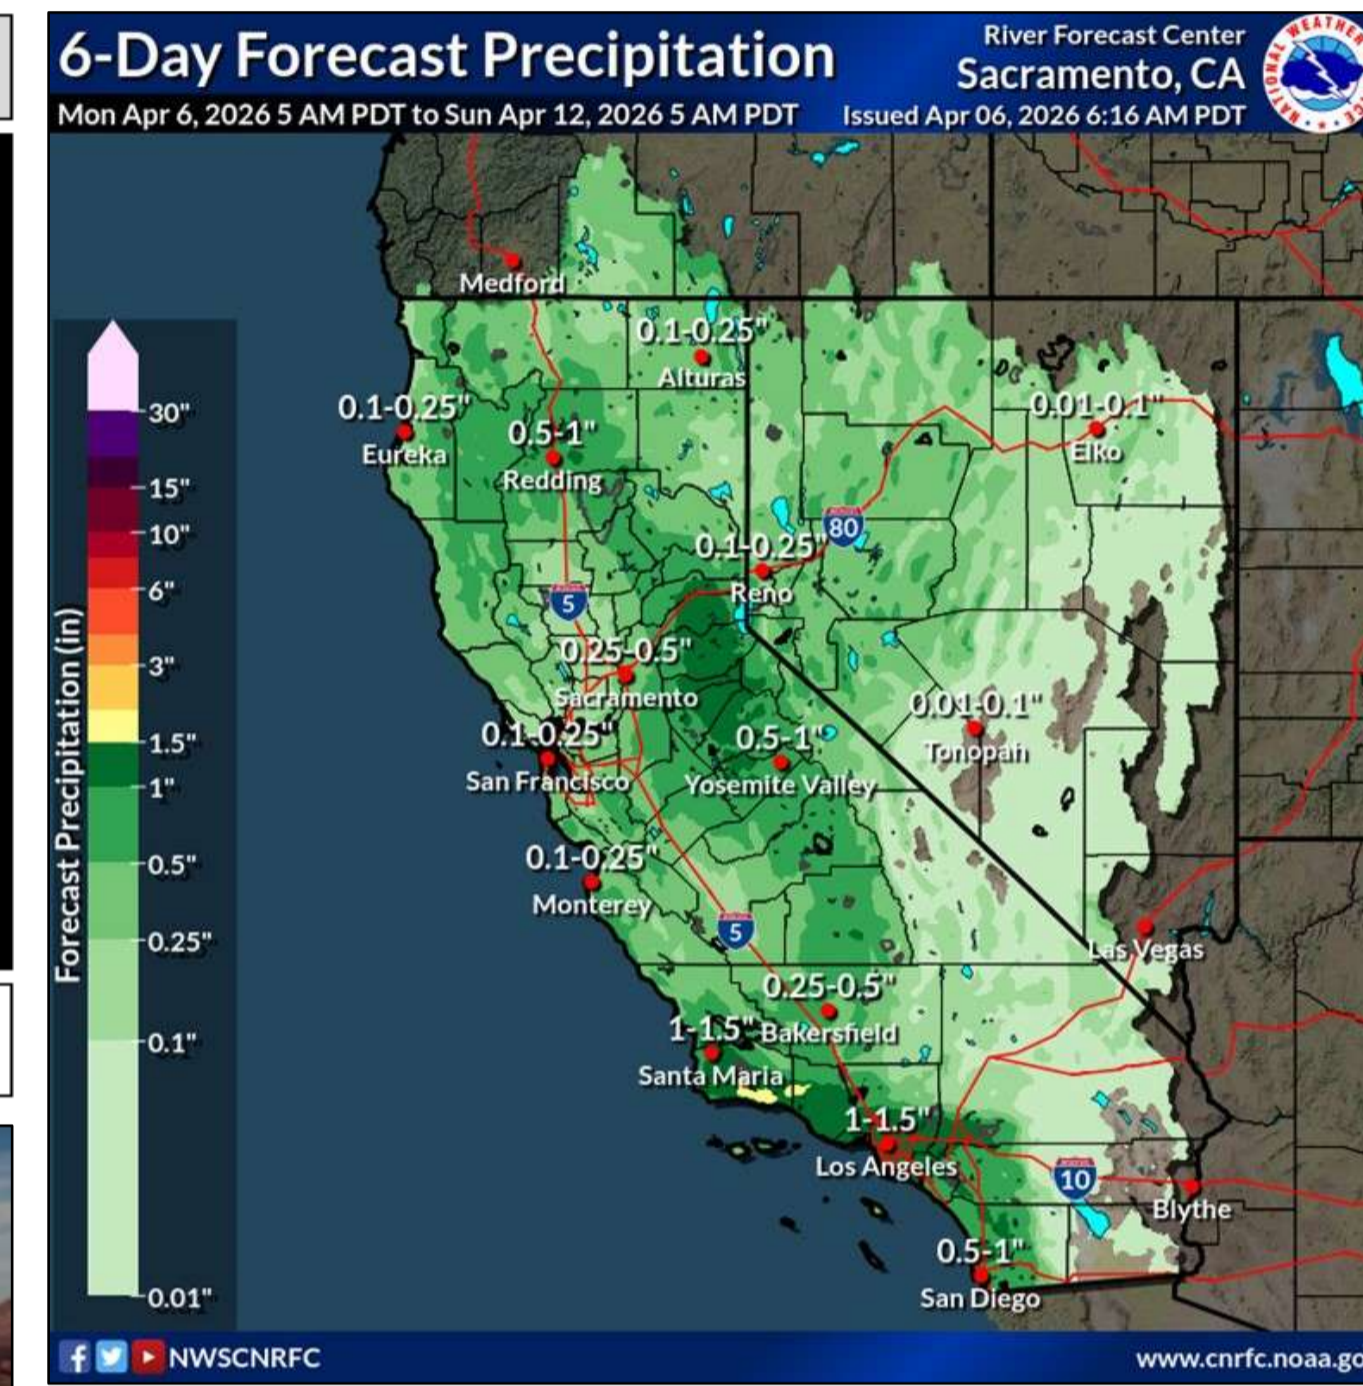 6-Day Forecast Precipitation
River Forecast Center
Sacramento, CA
Mon Apr 6, 2026 5 AM PDT to Sun Apr 12, 2026 5 AM PDT
Issued Apr 06, 2026 6:16 AM PDT
NATIONAL WEATHER
Medford
0.1-0.25"
Alturas
0.1-0.25"
Eureka
0.5-1"
Redding
0.01-0.1"
Elko
80
0.1-0.25"
Reno
5
0.25-0.5"
Sacramento
0.01-0.1"
Tonopah
0.1-0.25"
San Francisco
0.5-1"
Yosemite Valley
0.1-0.25"
Monterey
5
Las Vegas
0.25-0.5"
Bakersfield
1-1.5"
Santa Maria
1-1.5"
Los Angeles
10
Blythe
0.5-1"
San Diego
Forecast Precipitation (in)
30"
15"
10"
6"
3"
1.5"
1"
0.5"
0.25"
0.1"
0.01"
NWSCNRFC
www.cnrfc.noaa.go